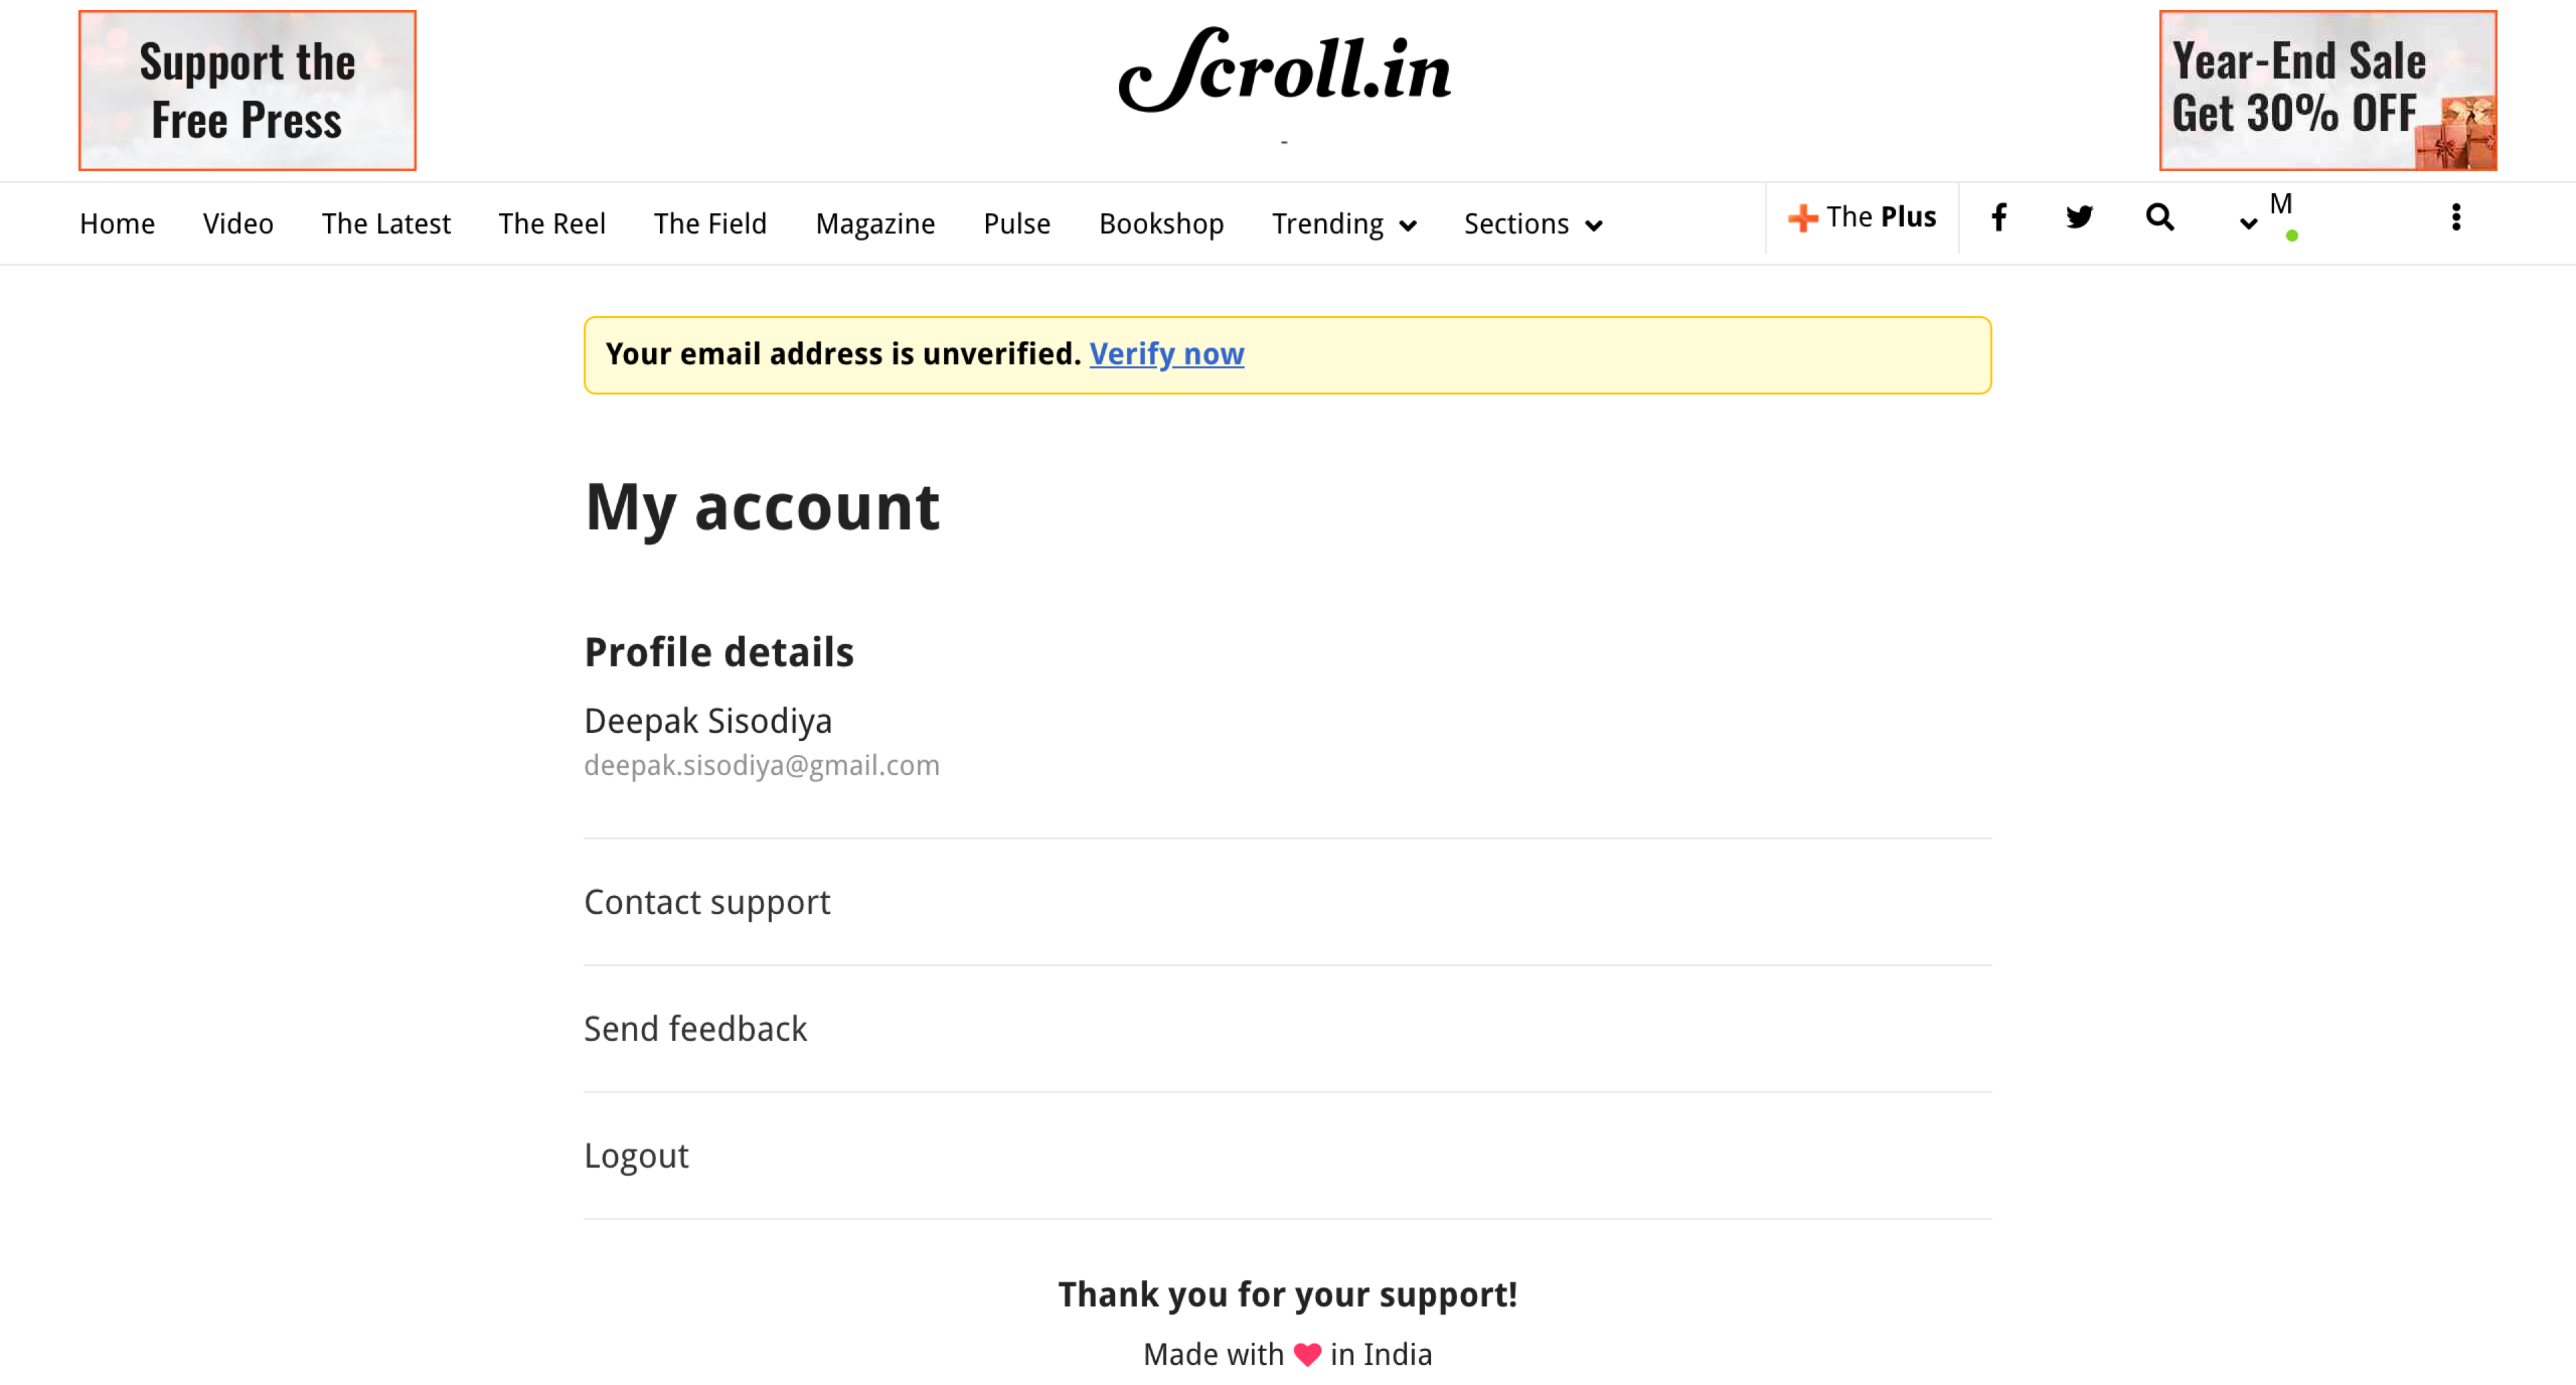 Support the
Free Press
Scroll.in
-
Year-End Sale
Get 30% OFF
Home Video The Latest The Reel The Field Magazine Pulse Bookshop Trending Sections The Plus M
Your email address is unverified. Verify now
My account
Profile details
Deepak Sisodiya
deepak.sisodiya@gmail.com
Contact support
Send feedback
Logout
Thank you for your support!
Made with ❤ in India